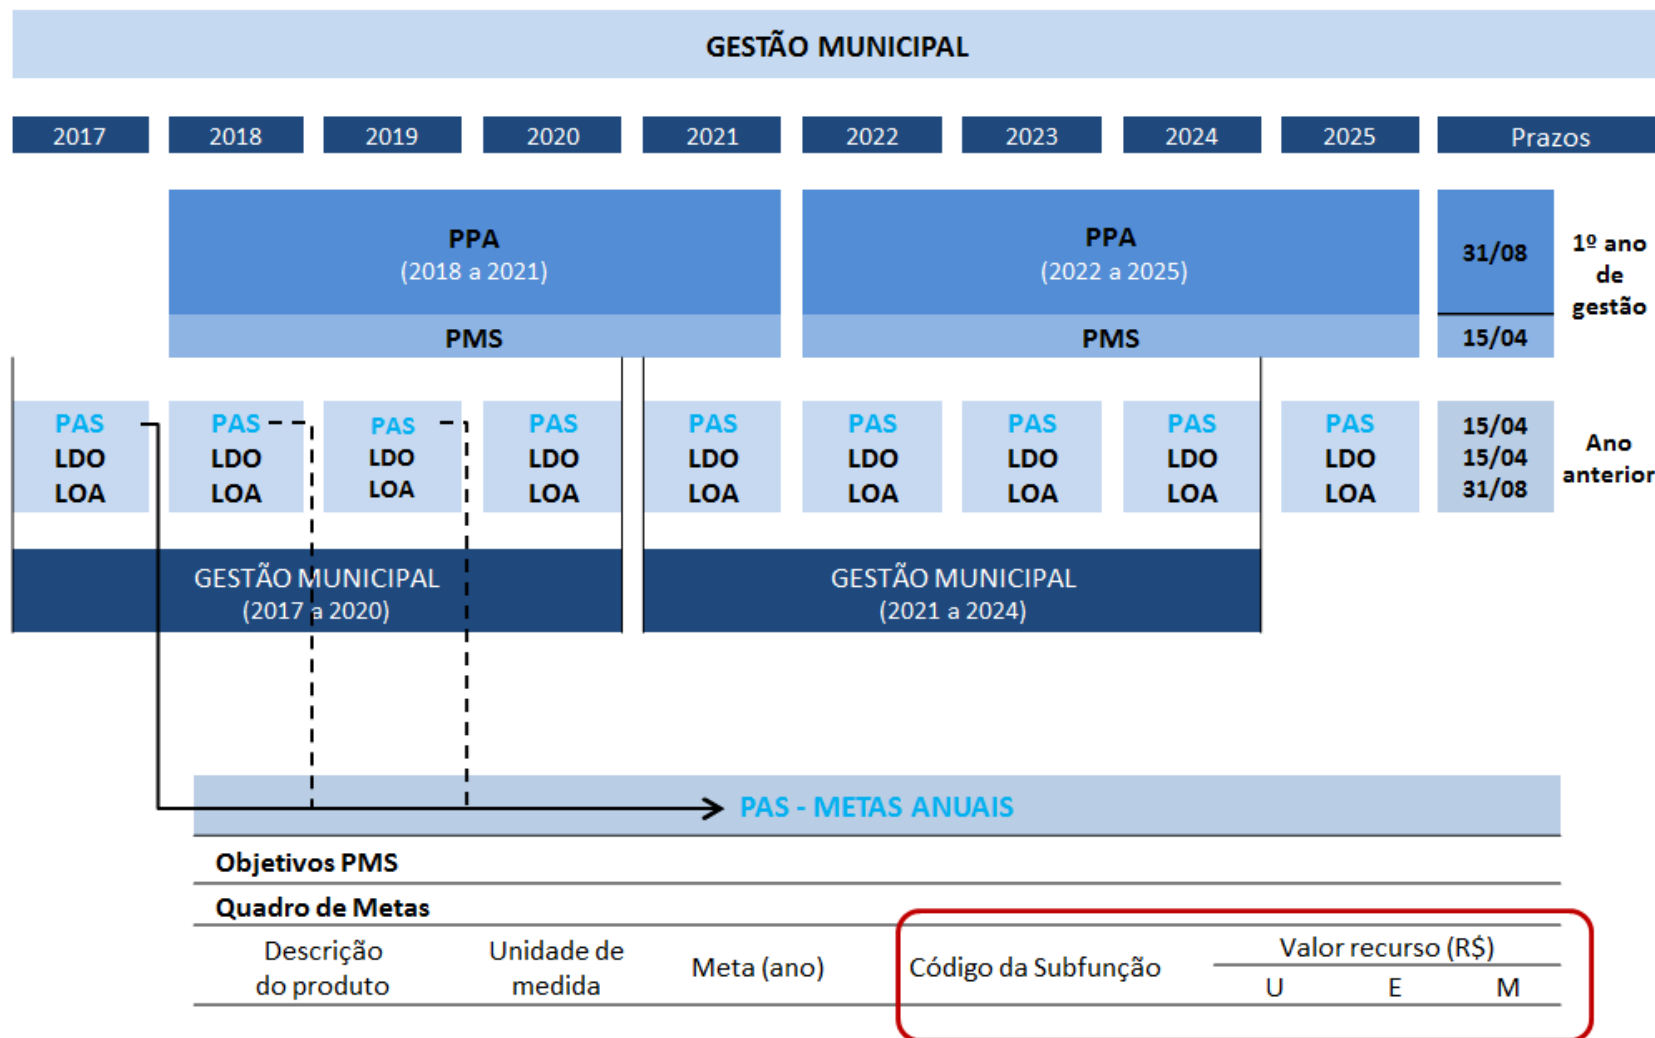 GESTÃO MUNICIPAL
2017 2018 2019 2020 2021 2022 2023 2024 2025 Prazos
PPA
(2018 a 2021)
PMS
PPA
(2022 a 2025)
PMS
31/08
15/04
1º ano
de
gestão
PAS PAS PAS PAS PAS PAS PAS PAS PAS 15/04
LDO LDO LDO LDO LDO LDO LDO LDO LDO 15/04
LOA LOA LOA LOA LOA LOA LOA LOA LOA 31/08
Ano
anterior
GESTÃO MUNICIPAL
(2017 a 2020)
GESTÃO MUNICIPAL
(2021 a 2024)
PAS - METAS ANUAIS
Objetivos PMS
Quadro de Metas
Descrição
do produto
Unidade de
medida
Meta (ano)
Código da Subfunção
Valor recurso (R$)
U E M